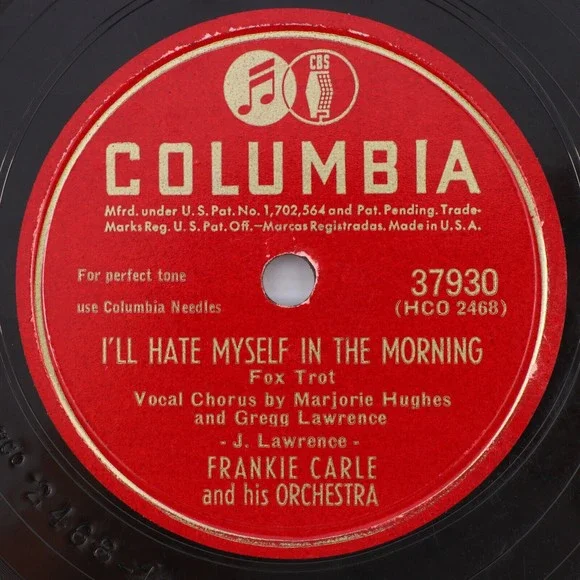 CBS
COLUMBIA
Mfrd. under U.S. Pat. No. 1,702,564 and Pat. Pending. Trade-
Marks Reg. U.S. Pat. Off.—Marcas Registradas. Made in U.S.A.
For perfect tone
use Columbia Needles
37930
(HCO 2468)
I'LL HATE MYSELF IN THE MORNING
Fox Trot
Vocal Chorus by Marjorie Hughes
and Gregg Lawrence
- J. Lawrence -
FRANKIE CARLE
and his ORCHESTRA